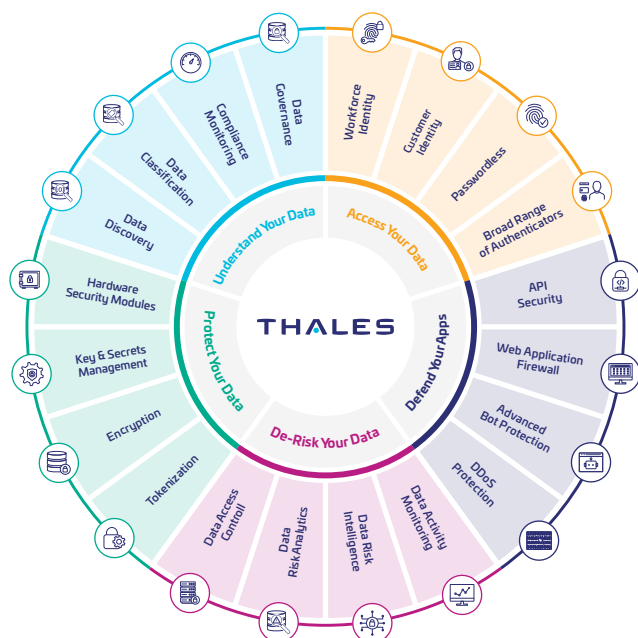 THALES
Understand Your Data
Access Your Data
Defend Your Apps
De-Risk Your Data
Protect Your Data
Data
Governance
Workforce
Identity
Customer
Identity
Passwordless
Broad Range
of Authenticators
API
Security
Web Application
Firewall
Advanced
Bot Protection
DDoS
Protection
Data Activity
Monitoring
Data Risk
Intelligence
Data
Risk Analytics
Data Access
Controll
Tokenization
Encryption
Key & Secrets
Management
Hardware
Security Modules
Data
Discovery
Data
Classification
Compliance
Monitoring